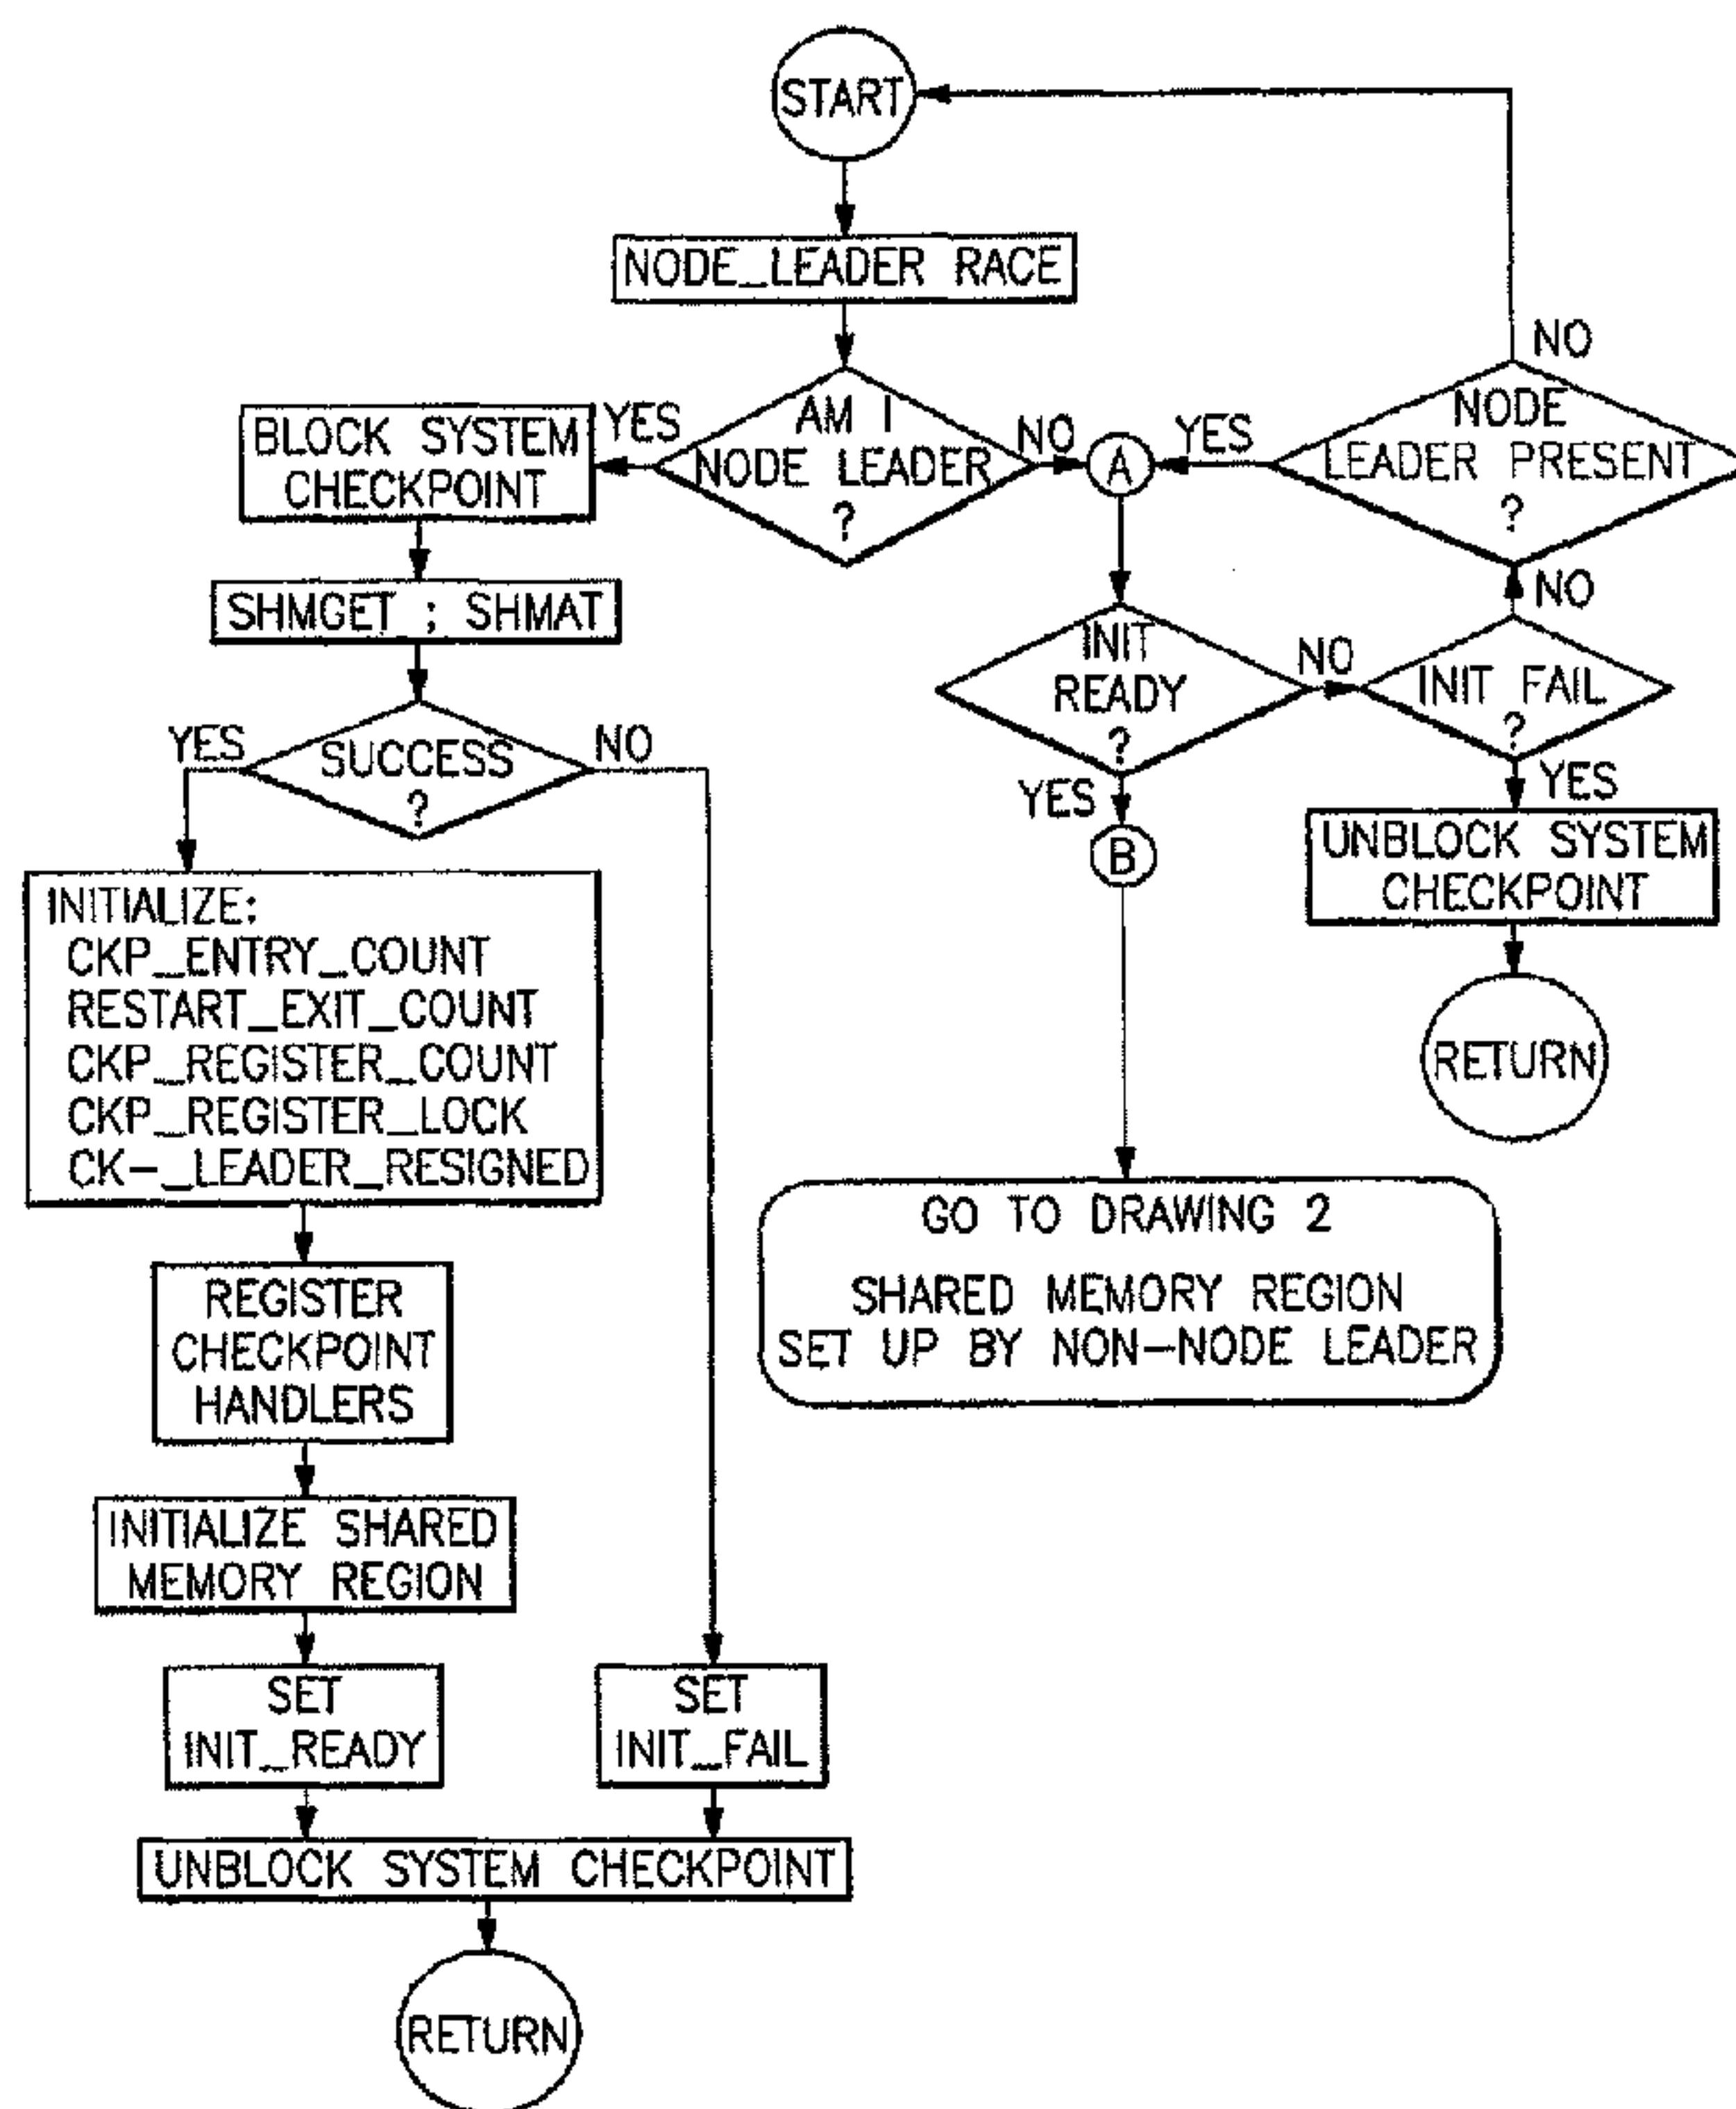 START
NODE_LEADER RACE
AM I
NODE LEADER
?
YES
NO
BLOCK SYSTEM
CHECKPOINT
SHMGET ; SHMAT
SUCCESS
?
YES
NO
INITIALIZE:
CKP_ENTRY_COUNT
RESTART_EXIT_COUNT
CKP_REGISTER_COUNT
CKP_REGISTER_LOCK
CK-_LEADER_RESIGNED
REGISTER
CHECKPOINT
HANDLERS
INITIALIZE SHARED
MEMORY REGION
SET
INIT_READY
SET
INIT_FAIL
UNBLOCK SYSTEM CHECKPOINT
RETURN
A
YES
NODE
LEADER PRESENT
?
NO
INIT
READY
?
NO
YES
INIT FAIL
?
NO
YES
UNBLOCK SYSTEM
CHECKPOINT
RETURN
B
GO TO DRAWING 2
SHARED MEMORY REGION
SET UP BY NON-NODE LEADER